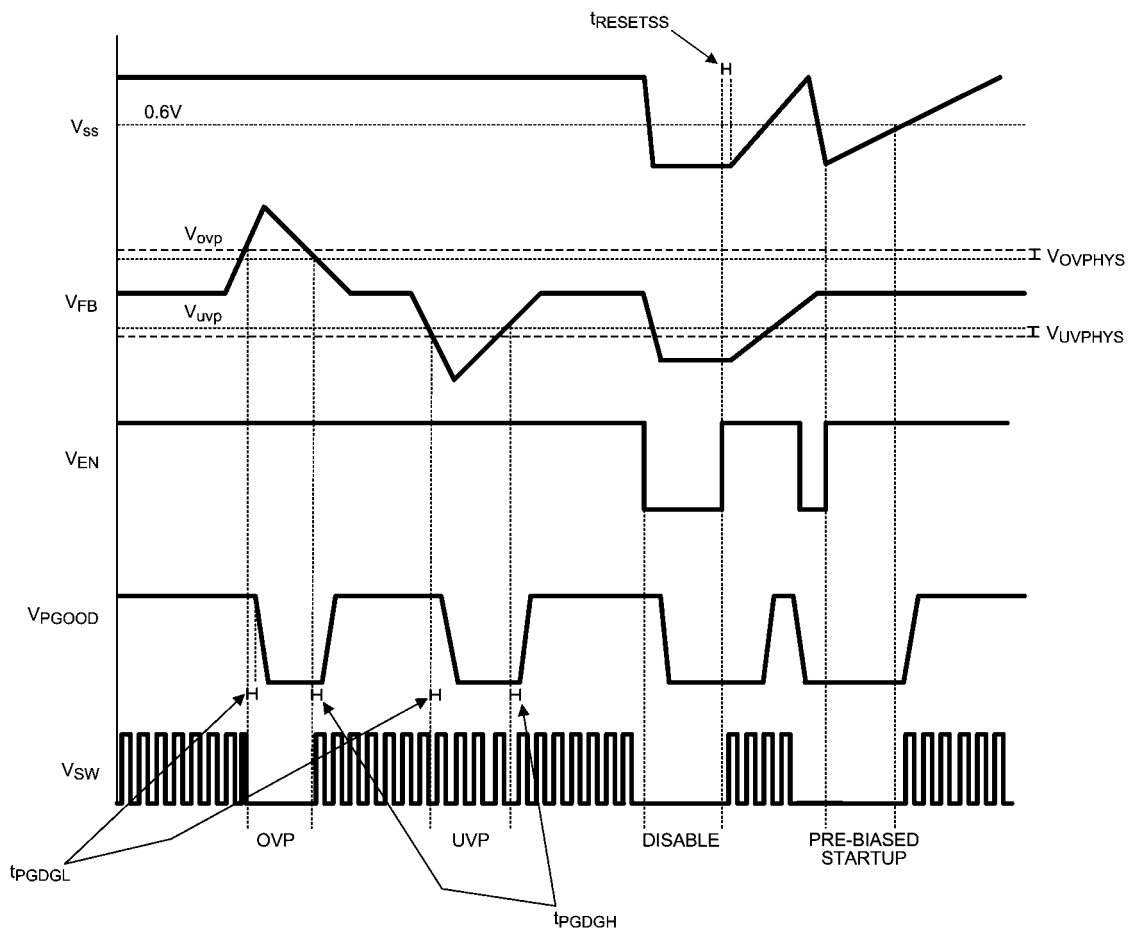 tRESETSS
0.6V
Vss
Vovp
VOVPHYS
VFB
Vuvp
VUVPHYS
VEN
VPGOOD
VSW
OVP
UVP
DISABLE
PRE-BIASED
STARTUP
tPGDGL
tPGDGH